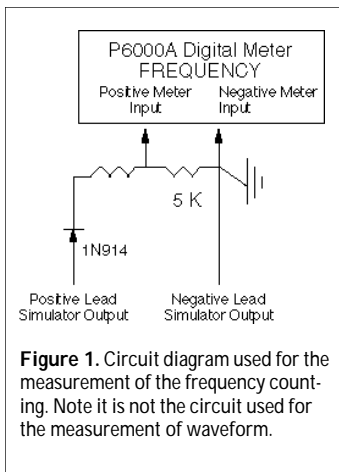 P6000A Digital Meter
FREQUENCY
Positive Meter Input
Negative Meter Input
5 K
1N914
Positive Lead Simulator Output
Negative Lead Simulator Output
Figure 1. Circuit diagram used for the
measurement of the frequency count-
ing. Note it is not the circuit used for
the measurement of waveform.